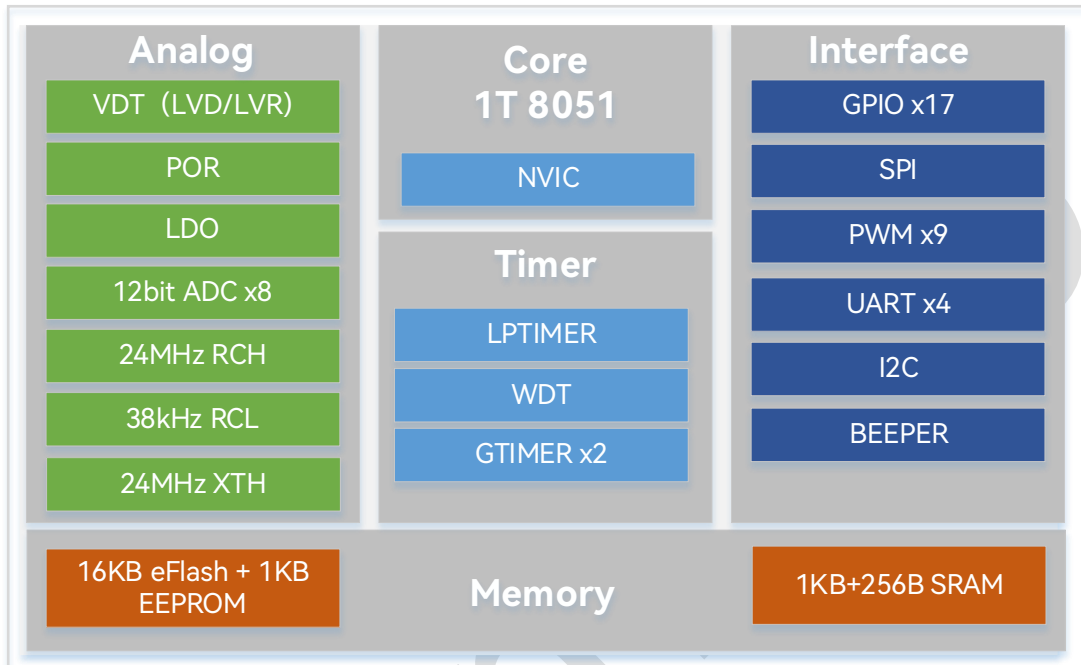 Analog
VDT（LVD/LVR）
POR
LDO
12bit ADC x8
24MHz RCH
38kHz RCL
24MHz XTH
Core
1T 8051
NVIC
Timer
LPTIMER
WDT
GTIMER x2
Interface
GPIO x17
SPI
PWM x9
UART x4
I2C
BEEPER
16KB eFlash + 1KB
EEPROM
Memory
1KB+256B SRAM